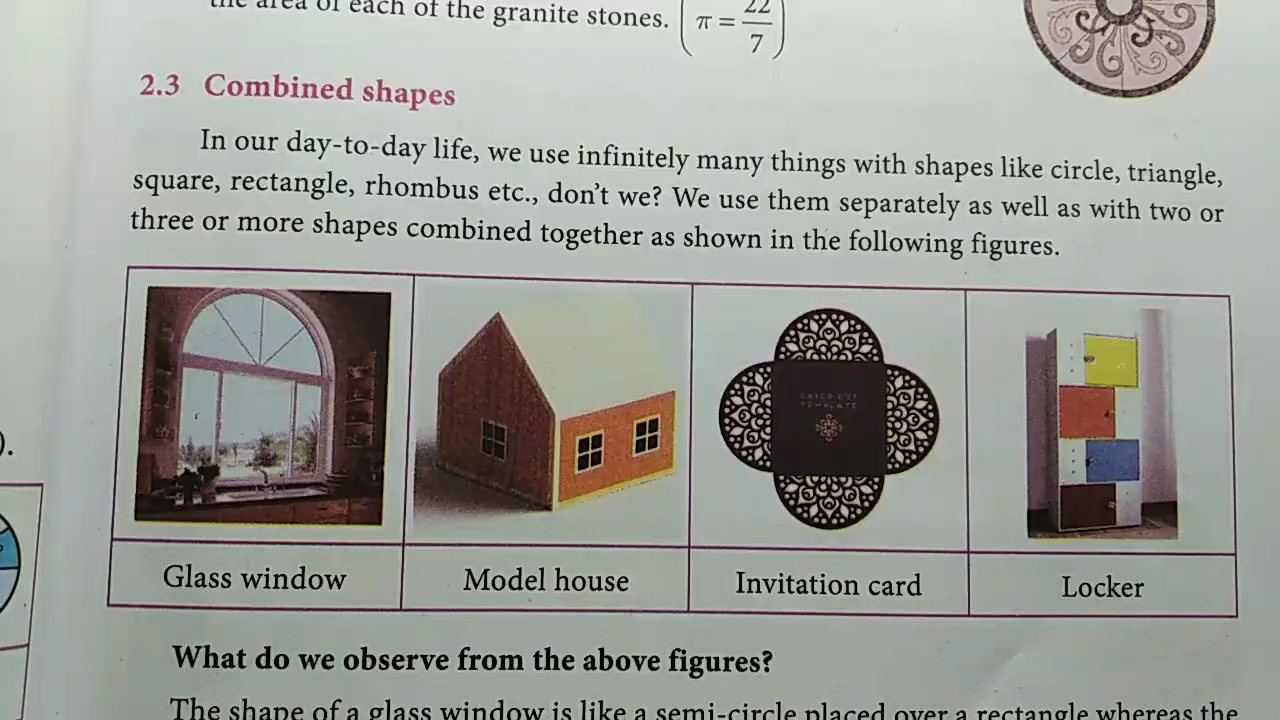 the area of each of the granite stones. (π = 22/7)
2.3 Combined shapes
In our day-to-day life, we use infinitely many things with shapes like circle, triangle,
square, rectangle, rhombus etc., don't we? We use them separately as well as with two or
three or more shapes combined together as shown in the following figures.
LASER CUT
TEMPLATE
Glass window
Model house
Invitation card
Locker
What do we observe from the above figures?
The shape of a glass window is like a semi-circle placed over a rectangle whereas the